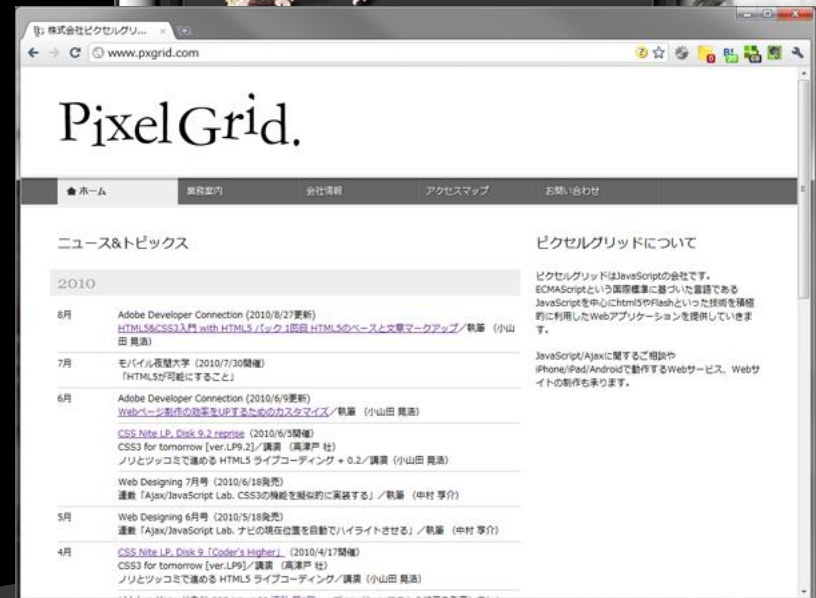 株式会社ピクセルグリ...
www.pxgrid.com
PixelGrid.
ホーム
業務案内
会社情報
アクセスマップ
お問い合わせ
ニュース&トピックス
2010
8月
Adobe Developer Connection (2010/8/27更新)
HTML5&CSS3入門 with HTML5 パック 1回目 HTML5のベースと文章マークアップ／執筆 （小山
田 晃浩）
7月
モバイル夜間大学（2010/7/30開催）
「HTML5が可能にすること」
6月
Adobe Developer Connection (2010/6/9更新)
Webページ制作の効率をUPするためのカスタマイズ／執筆 （小山田 晃浩）
CSS Nite LP, Disk 9.2 reprise（2010/6/5開催）
CSS3 for tomorrow [ver.LP9.2]／講演 （高津戸 壮）
ノリとツッコミで進める HTML5 ライブコーディング + 0.2／講演（小山田 晃浩）
Web Designing 7月号（2010/6/18発売）
連載「Ajax/JavaScript Lab. CSS3の機能を擬似的に実装する」／執筆 （中村 享介）
5月
Web Designing 6月号（2010/5/18発売）
連載「Ajax/JavaScript Lab. ナビの現在位置を自動でハイライトさせる」／執筆 （中村 享介）
4月
CSS Nite LP, Disk 9「Coder's Higher」（2010/4/17開催）
CSS3 for tomorrow [ver.LP9]／講演 （高津戸 壮）
ノリとツッコミで進める HTML5 ライブコーディング／講演（小山田 晃浩）
ピクセルグリッドについて
ピクセルグリッドはJavaScriptの会社です。
ECMAScriptという国際標準に基づいた言語である
JavaScriptを中心にhtml5やFlashといった技術を積極
的に利用したWebアプリケーションを提供していきま
す。
JavaScript/Ajaxに関するご相談や
iPhone/iPad/Androidで動作するWebサービス、Webサ
イトの制作も承ります。